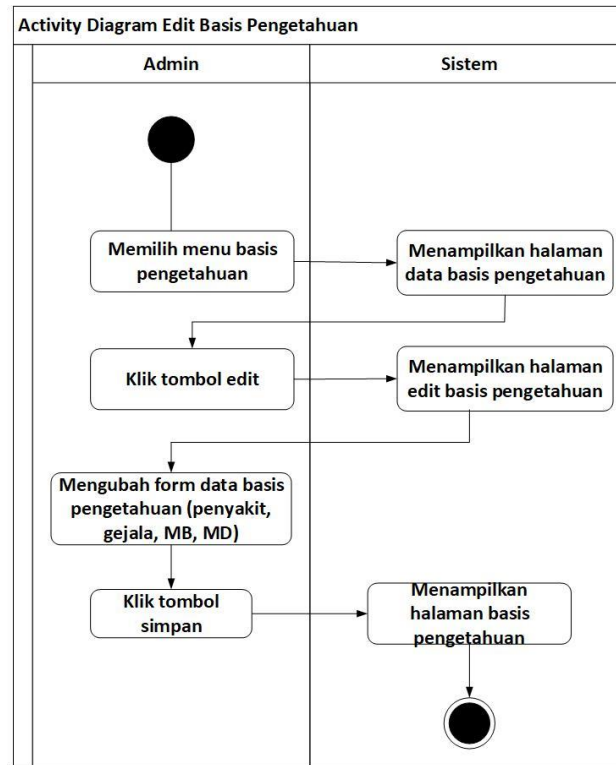 Activity Diagram Edit Basis Pengetahuan
Admin
Sistem
Memilih menu basis
pengetahuan
Menampilkan halaman
data basis pengetahuan
Klik tombol edit
Menampilkan halaman
edit basis pengetahuan
Mengubah form data basis
pengetahuan (penyakit,
gejala, MB, MD)
Klik tombol
simpan
Menampilkan
halaman basis
pengetahuan